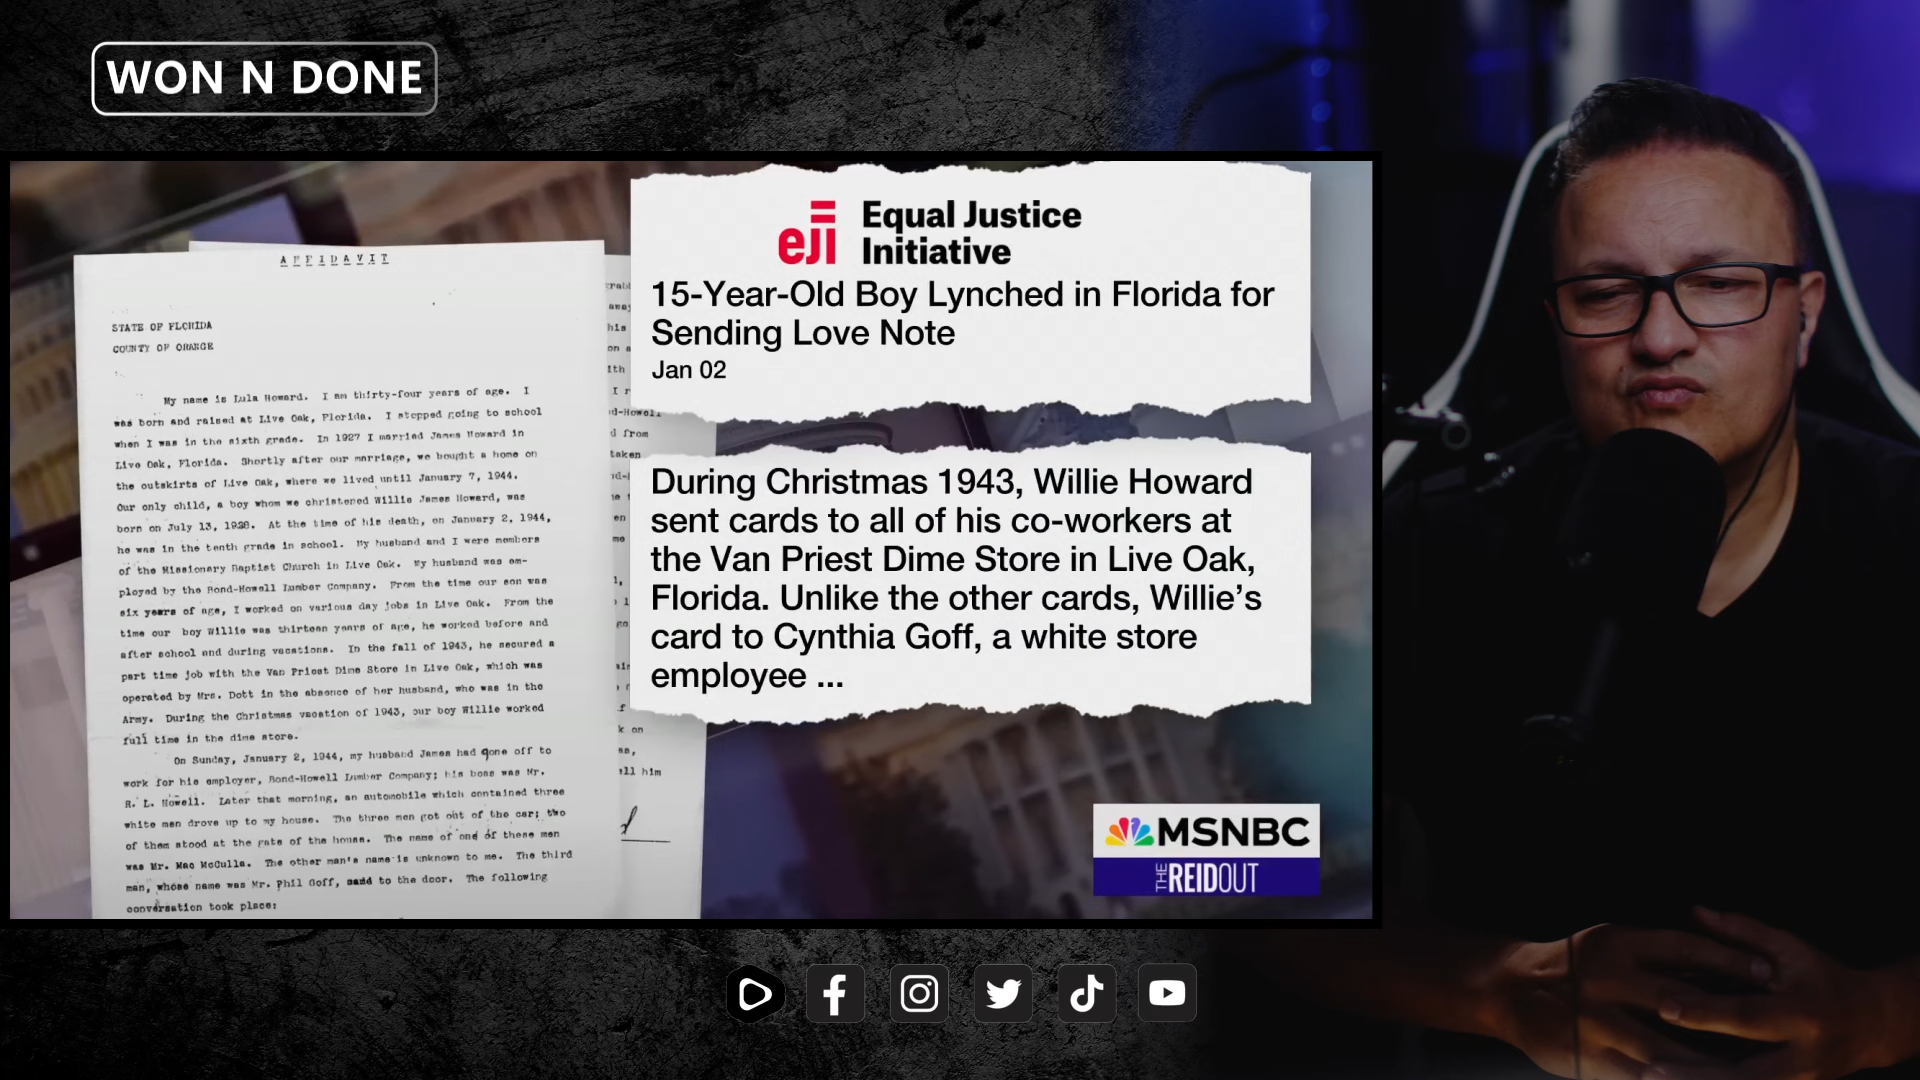 WON N DONE
AFFIDAVIT
STATE OF FLORIDA
COUNTY OF ORANGE
My name is Lula Howard. I am thirty-four years of age. I
was born and raised at Live Oak, Florida. I stopped going to school
when I was in the sixth grade. In 1927 I married James Howard in
Live Oak, Florida. Shortly after our marriage, we bought a home on
the outskirts of Live Oak, where we lived until January 7, 1944.
Our only child, a boy whom we christened Willie James Howard, was
born on July 13, 1928. At the time of his death, on January 2, 1944,
he was in the tenth grade in school. My husband and I were members
of the Missionary Baptist Church in Live Oak. My husband was em-
ployed by the Bond-Howell Lumber Company. From the time our son was
six years of age, I worked on various day jobs in Live Oak. From the
time our boy Willie was thirteen years of age, he worked before and
after school and during vacations. In the fall of 1943, he secured a
part time job with the Van Priest Dime Store in Live Oak, which was
operated by Mrs. Dott in the absence of her husband, who was in the
Army. During the Christmas vacation of 1943, our boy Willie worked
full time in the dime store.
On Sunday, January 2, 1944, my husband James had gone off to
work for his employer, Bond-Howell Lumber Company; his boss was Mr.
R. L. Howell. Later that morning, an automobile which contained three
white men drove up to my house. The three men got out of the car; two
of them stood at the gate of the house. The name of one of these men
was Mr. Mac McCulla. The other man's name is unknown to me. The third
man, whose name was Mr. Phil Goff, came to the door. The following
conversation took place:
eji Equal Justice
Initiative
15-Year-Old Boy Lynched in Florida for
Sending Love Note
Jan 02
During Christmas 1943, Willie Howard
sent cards to all of his co-workers at
the Van Priest Dime Store in Live Oak,
Florida. Unlike the other cards, Willie's
card to Cynthia Goff, a white store
employee ...
MSNBC
THE REIDOUT